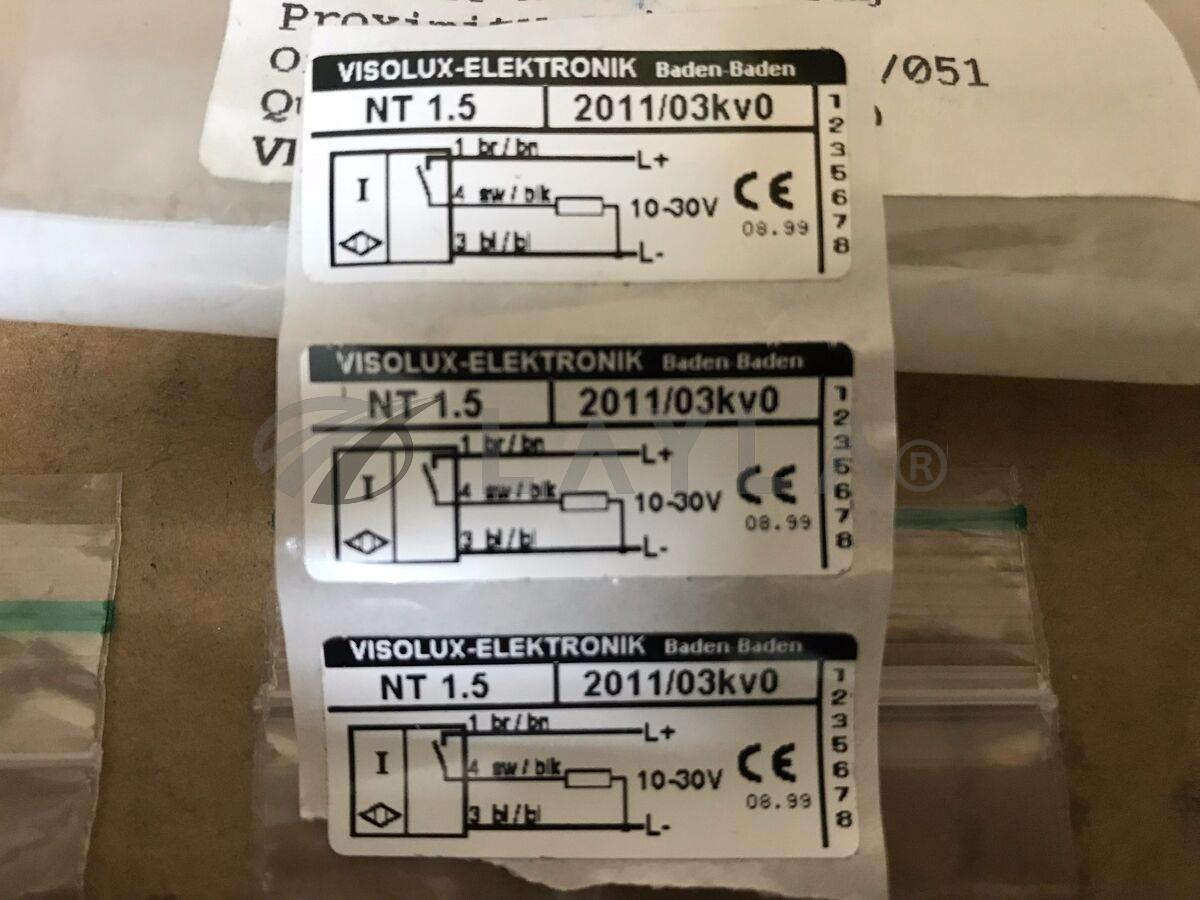 /051
VISOLUX-ELEKTRONIK Baden-Baden
NT 1.5 2011/03kv0
1 br/bn L+
I
4 sw/blk 10-30V CE
08.99
3 bl/bl L-
1
2
3
5
6
7
8
VISOLUX-ELEKTRONIK Baden-Baden
NT 1.5 2011/03kv0
1 br/bn L+
I
4 sw/blk 10-30V CE
08.99
3 bl/bl L-
1
2
3
5
6
7
8
LAYLA®
VISOLUX-ELEKTRONIK Baden-Baden
NT 1.5 2011/03kv0
1 br/bn L+
I
4 sw/blk 10-30V CE
08.99
3 bl/bl L-
1
2
3
5
6
7
8